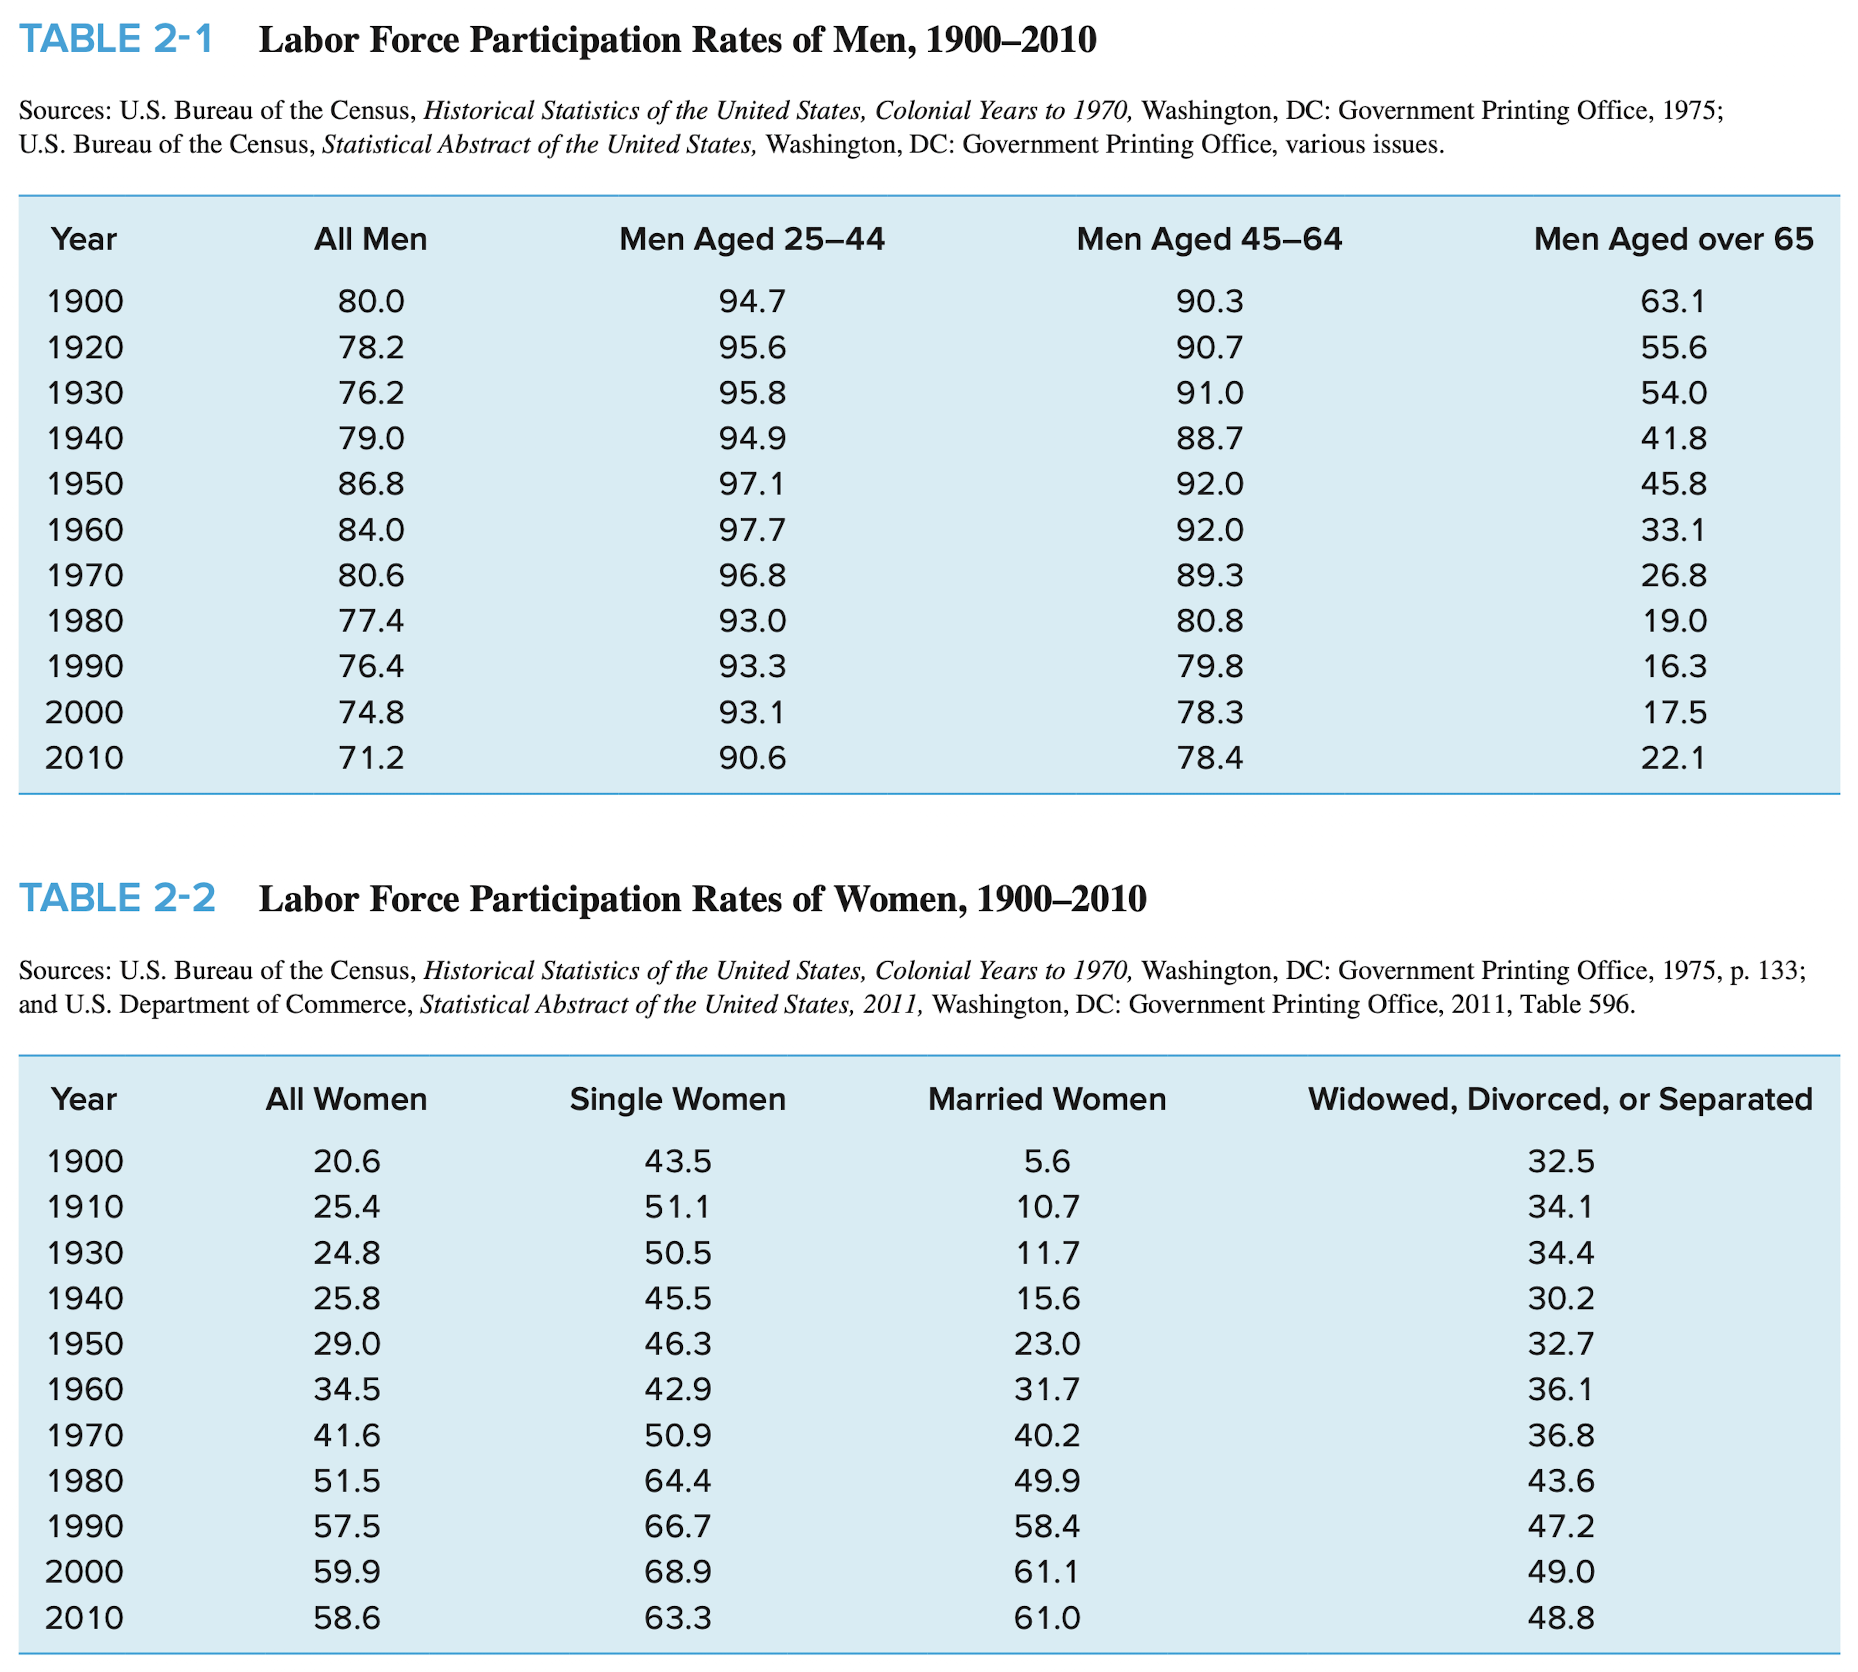 TABLE 2-1 Labor Force Participation Rates of Men, 1900–2010
Sources: U.S. Bureau of the Census, Historical Statistics of the United States, Colonial Years to 1970, Washington, DC: Government Printing Office, 1975;
U.S. Bureau of the Census, Statistical Abstract of the United States, Washington, DC: Government Printing Office, various issues.
Year All Men Men Aged 25–44 Men Aged 45–64 Men Aged over 65
1900 80.0 94.7 90.3 63.1
1920 78.2 95.6 90.7 55.6
1930 76.2 95.8 91.0 54.0
1940 79.0 94.9 88.7 41.8
1950 86.8 97.1 92.0 45.8
1960 84.0 97.7 92.0 33.1
1970 80.6 96.8 89.3 26.8
1980 77.4 93.0 80.8 19.0
1990 76.4 93.3 79.8 16.3
2000 74.8 93.1 78.3 17.5
2010 71.2 90.6 78.4 22.1
TABLE 2-2 Labor Force Participation Rates of Women, 1900–2010
Sources: U.S. Bureau of the Census, Historical Statistics of the United States, Colonial Years to 1970, Washington, DC: Government Printing Office, 1975, p. 133;
and U.S. Department of Commerce, Statistical Abstract of the United States, 2011, Washington, DC: Government Printing Office, 2011, Table 596.
Year All Women Single Women Married Women Widowed, Divorced, or Separated
1900 20.6 43.5 5.6 32.5
1910 25.4 51.1 10.7 34.1
1930 24.8 50.5 11.7 34.4
1940 25.8 45.5 15.6 30.2
1950 29.0 46.3 23.0 32.7
1960 34.5 42.9 31.7 36.1
1970 41.6 50.9 40.2 36.8
1980 51.5 64.4 49.9 43.6
1990 57.5 66.7 58.4 47.2
2000 59.9 68.9 61.1 49.0
2010 58.6 63.3 61.0 48.8